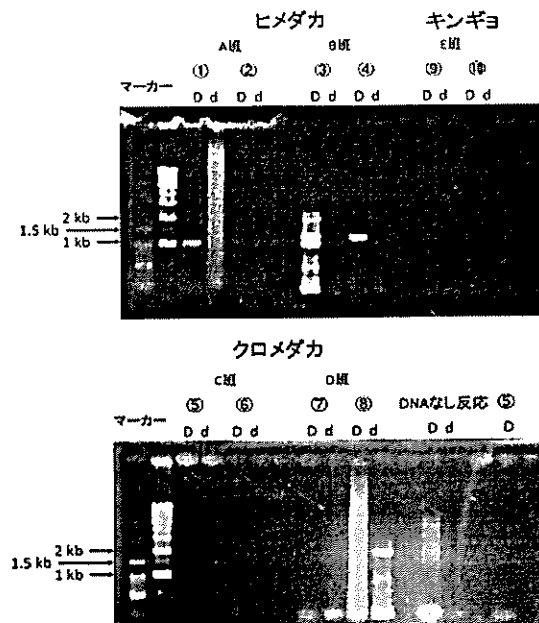 ヒメダカ キンギョ
A班 B班 E班
① ② ③ ④ ⑨ ⑩
マーカー D d D d D d D d D d D d
2 kb
1.5 kb
1 kb
クロメダカ
C班 D班
⑤ ⑥ ⑦ ⑧ DNAなし反応 ⑤
マーカー D d D d D d D d D d D
2 kb
1.5 kb
1 kb